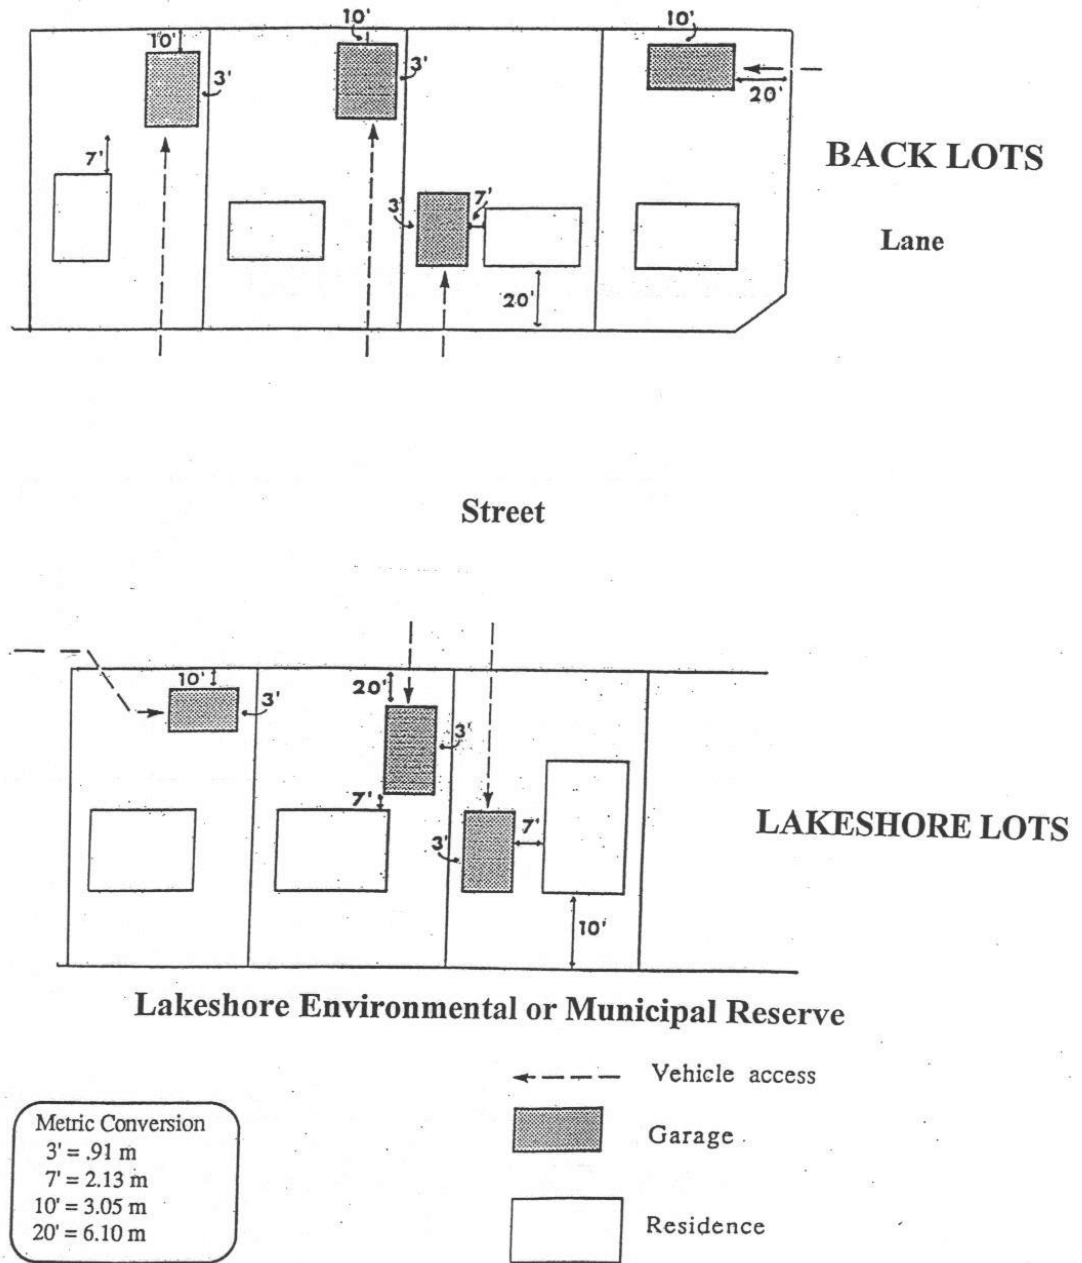 10' 10' 10'
10' 3' 3' 20'
7'
BACK LOTS
3' 7'
Lane
20'
Street
10' 3' 20' 3'
7'
3' 7'
LAKESHORE LOTS
10'
Lakeshore Environmental or Municipal Reserve
Vehicle access
Garage
Residence
Metric Conversion
3' = .91 m
7' = 2.13 m
10' = 3.05 m
20' = 6.10 m